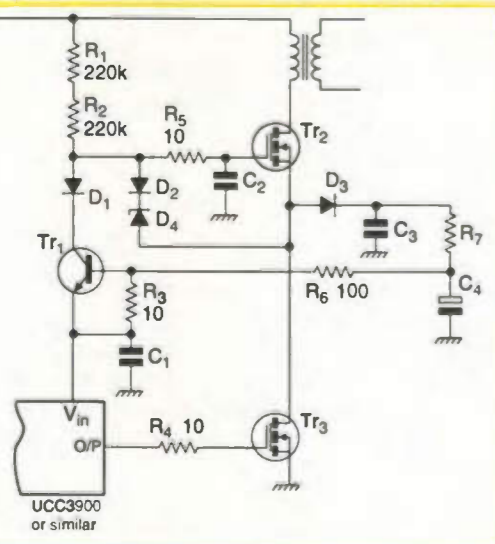 R1
220k
R2
220k
R5
10
Tr2
D1
D2
D4
C2
D3
C3
R7
Tr1
R3
10
R6 100
C4
C1
Vin
O/P
R4 10
Tr3
UCC3900
or similar